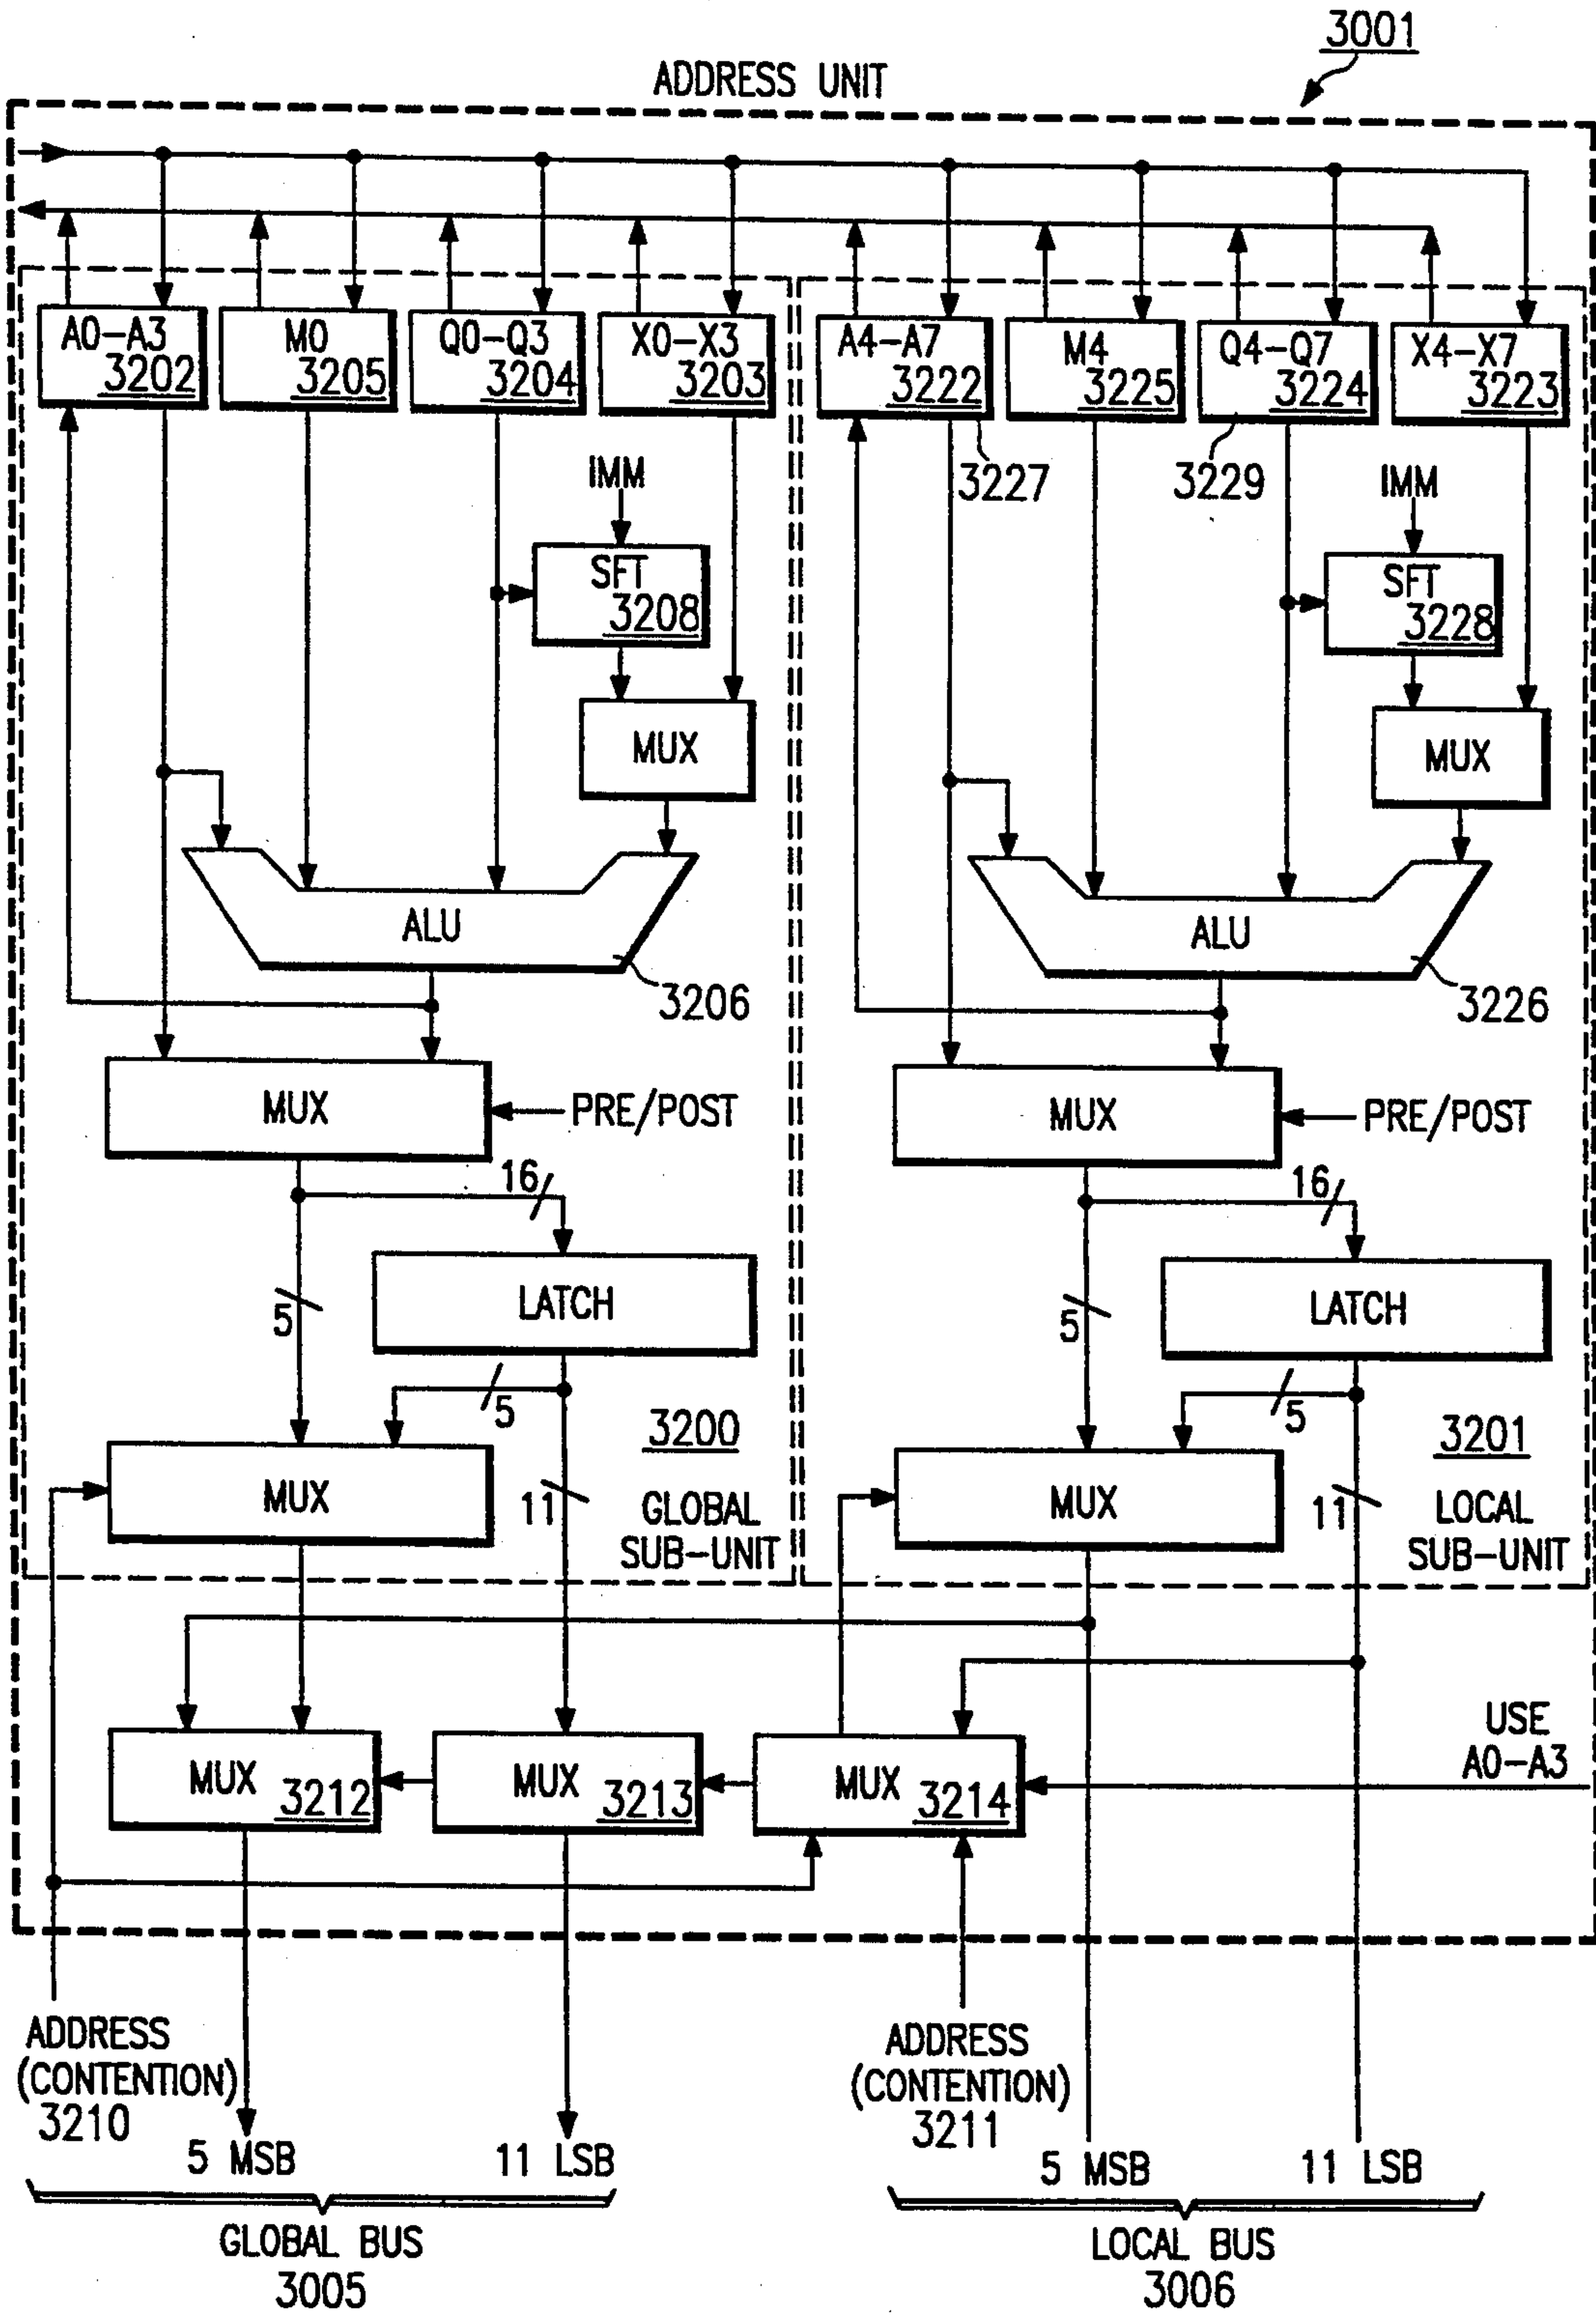 3001
ADDRESS UNIT
A0-A3
3202
M0
3205
Q0-Q3
3204
X0-X3
3203
A4-A7
3222
M4
3225
Q4-Q7
3224
X4-X7
3223
3227
3229
IMM
IMM
SFT
3208
SFT
3228
MUX
MUX
ALU
ALU
3206
3226
MUX
PRE/POST
MUX
PRE/POST
16
16
LATCH
LATCH
5
5
5
5
3200
3201
MUX
11
GLOBAL
SUB-UNIT
MUX
11
LOCAL
SUB-UNIT
USE
A0-A3
MUX
3212
MUX
3213
MUX
3214
ADDRESS
(CONTENTION)
3210
ADDRESS
(CONTENTION)
3211
5 MSB
11 LSB
5 MSB
11 LSB
GLOBAL BUS
3005
LOCAL BUS
3006